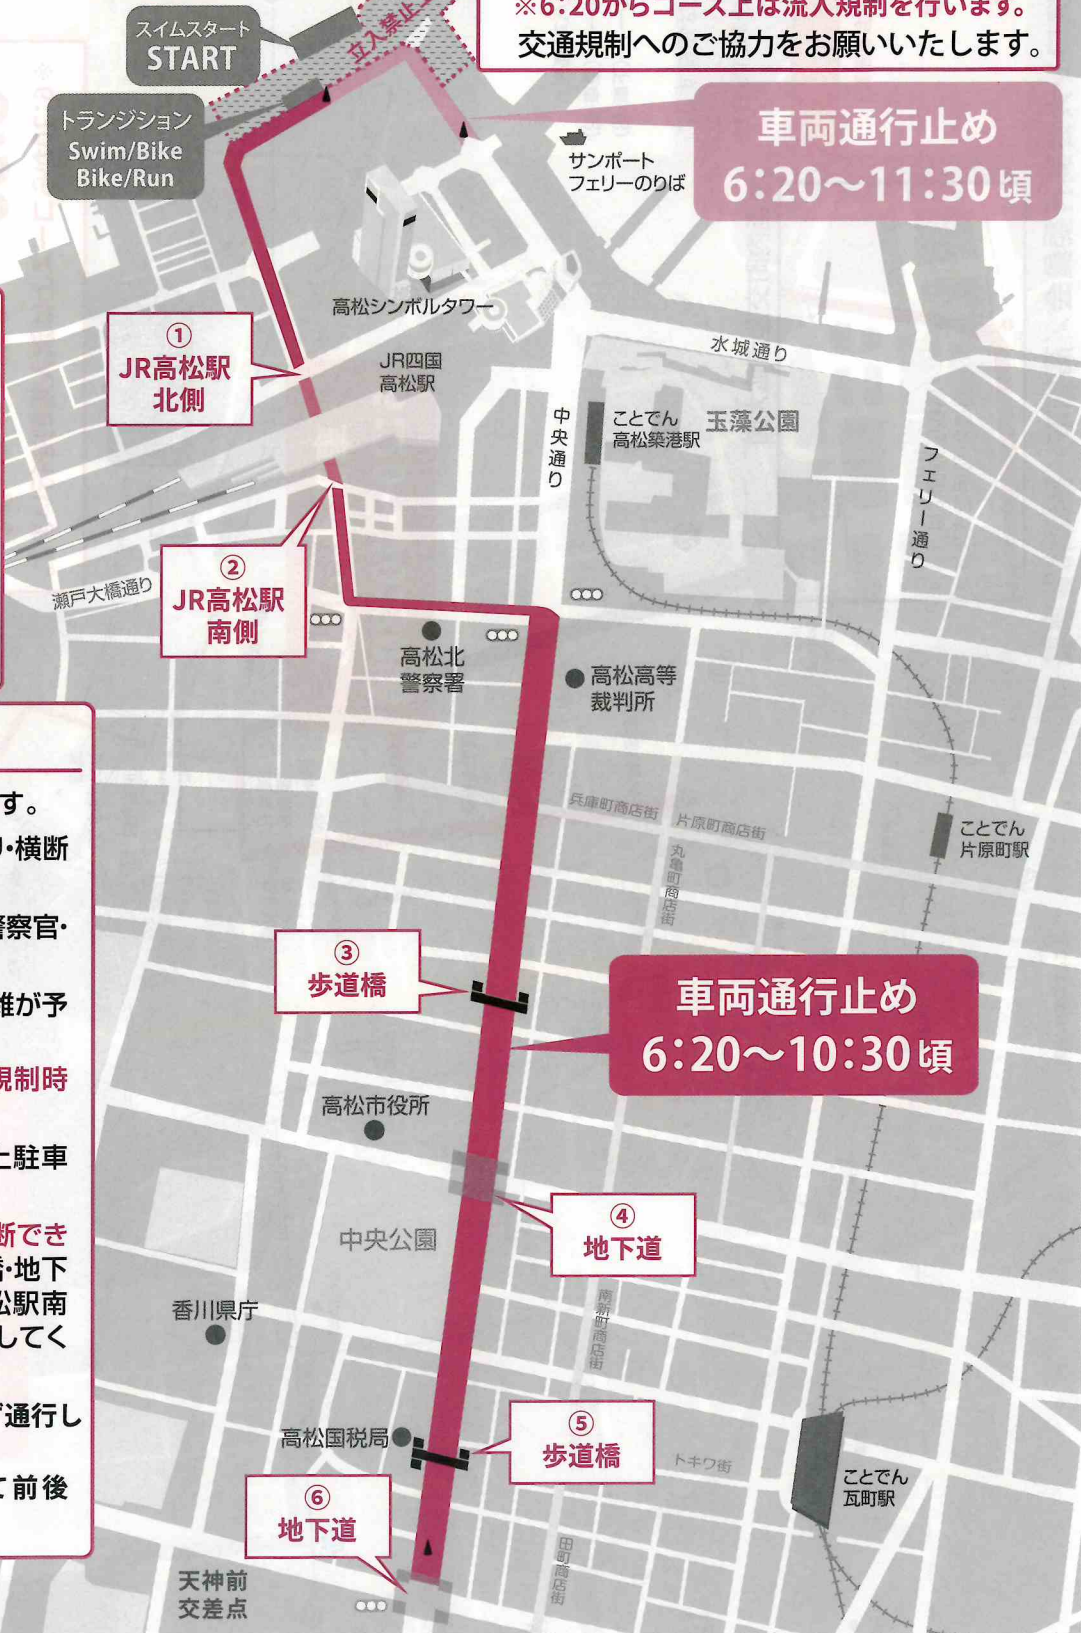 ※6:20からコース上は流入規制を行います。
交通規制へのご協力をお願いいたします。
スイムスタート
START
立入禁止
トランジション
Swim/Bike
Bike/Run
車両通行止め
6:20〜11:30頃
サンポート
フェリーのりば
高松シンボルタワー
①
JR高松駅
北側
JR四国
高松駅
水城通り
中央通り
ことでん
高松築港駅
玉藻公園
フェリー通り
瀬戸大橋通り
②
JR高松駅
南側
高松北
警察署
高松高等
裁判所
す。
り・横断
警察官・
雑が予
規制時
上駐車
断でき
橋・地下
松駅南
してく
ず通行し
て前後
兵庫町商店街
片原町商店街
丸亀町商店街
ことでん
片原町駅
③
歩道橋
車両通行止め
6:20〜10:30頃
高松市役所
④
地下道
中央公園
南新町商店街
香川県庁
⑤
歩道橋
高松国税局
トキワ街
ことでん
瓦町駅
⑥
地下道
田町商店街
天神前
交差点